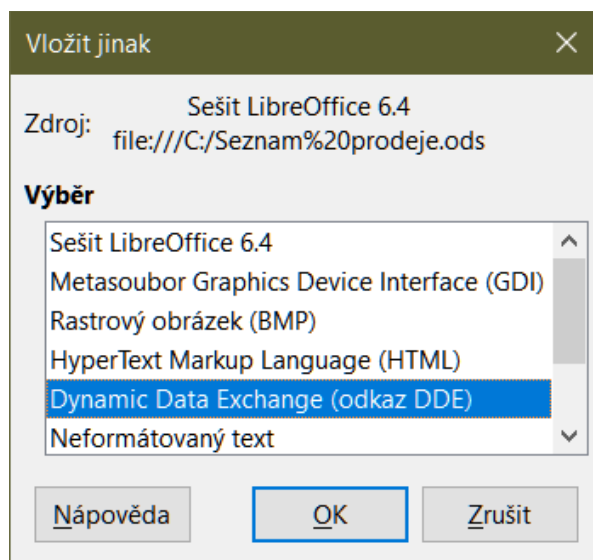 Vložit jinak
Zdroj:
Sešit LibreOffice 6.4
file:///C:/Seznam%20prodeje.ods
Výběr
Sešit LibreOffice 6.4
Metasoubor Graphics Device Interface (GDI)
Rastrový obrázek (BMP)
HyperText Markup Language (HTML)
Dynamic Data Exchange (odkaz DDE)
Neformátovaný text
Nápověda OK Zrušit